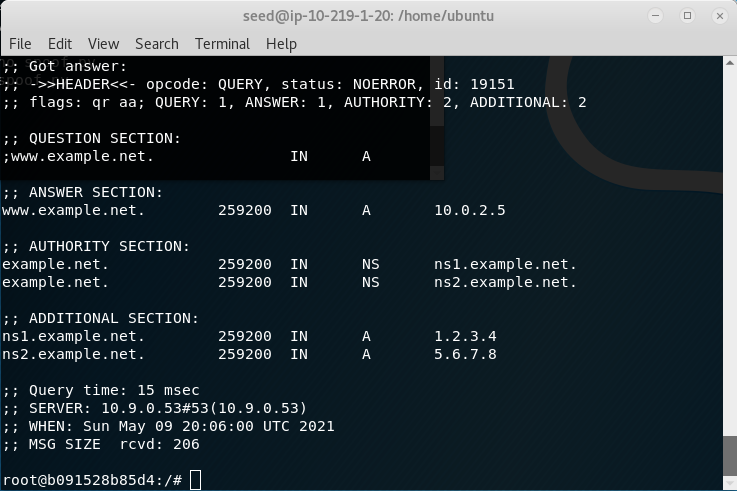 seed@ip-10-219-1-20: /home/ubuntu
File Edit View Search Terminal Help
;; Got answer:
;; ->>HEADER<<- opcode: QUERY, status: NOERROR, id: 19151
;; flags: qr aa; QUERY: 1, ANSWER: 1, AUTHORITY: 2, ADDITIONAL: 2
;; QUESTION SECTION:
;www.example.net. IN A
;; ANSWER SECTION:
www.example.net. 259200 IN A 10.0.2.5
;; AUTHORITY SECTION:
example.net. 259200 IN NS ns1.example.net.
example.net. 259200 IN NS ns2.example.net.
;; ADDITIONAL SECTION:
ns1.example.net. 259200 IN A 1.2.3.4
ns2.example.net. 259200 IN A 5.6.7.8
;; Query time: 15 msec
;; SERVER: 10.9.0.53#53(10.9.0.53)
;; WHEN: Sun May 09 20:06:00 UTC 2021
;; MSG SIZE rcvd: 206
root@b091528b85d4:/#